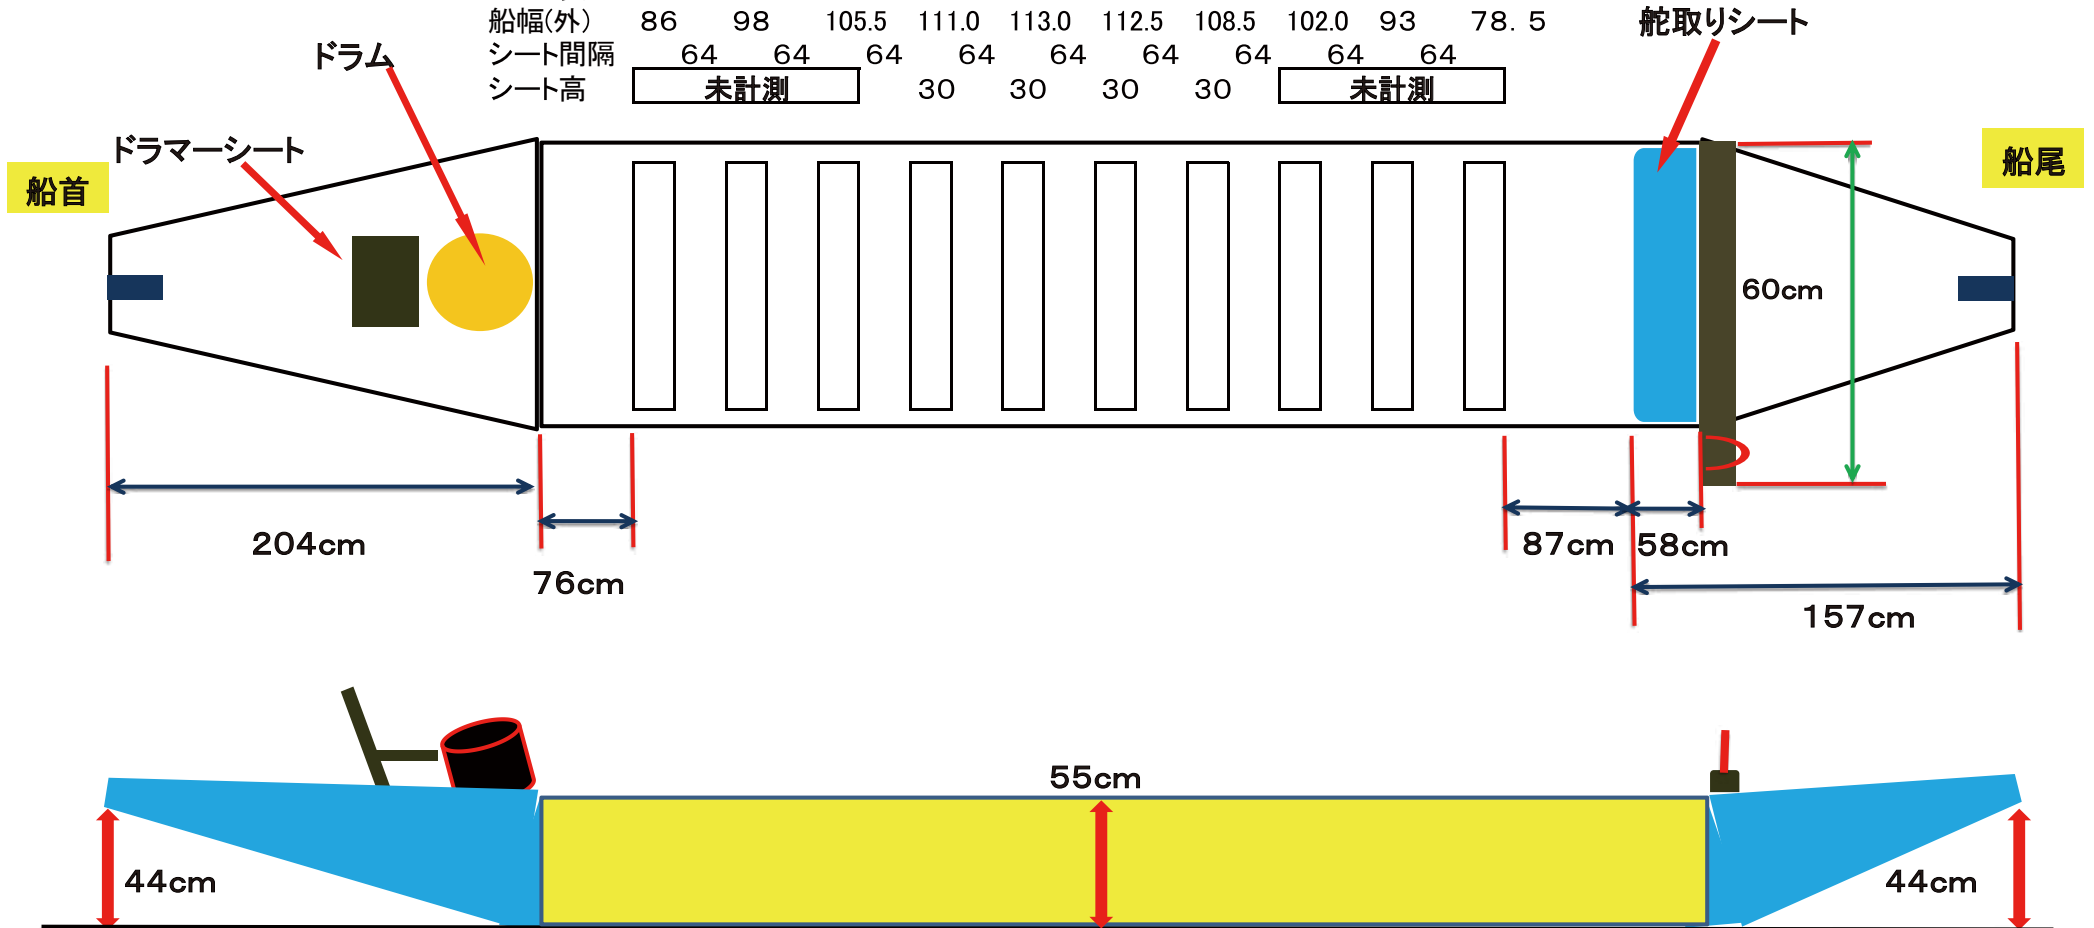 船幅(外) 86 98 105.5 111.0 113.0 112.5 108.5 102.0 93 78.5
シート間隔 64 64 64 64 64 64 64 64 64
シート高 未計測 30 30 30 30 未計測
舵取りシート
ドラム
ドラマーシート
船首
船尾
60cm
204cm
76cm
87cm
58cm
157cm
55cm
44cm
44cm